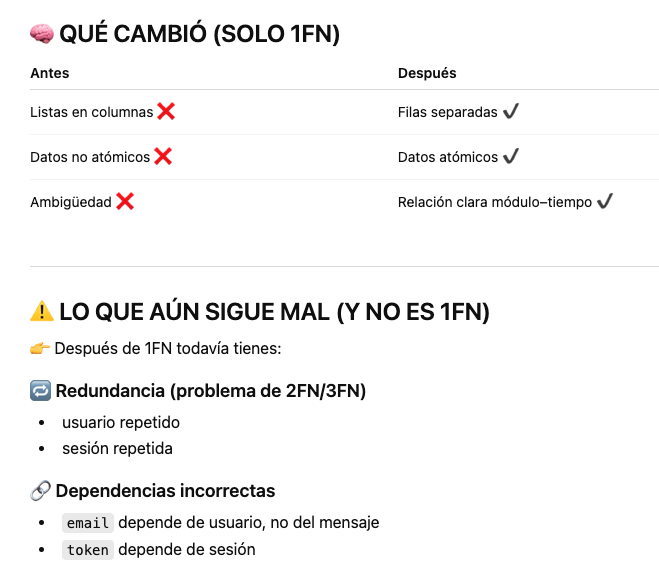 🧠 QUÉ CAMBIÓ (SOLO 1FN)
Antes Después
Listas en columnas ❌ Filas separadas ✔
Datos no atómicos ❌ Datos atómicos ✔
Ambigüedad ❌ Relación clara módulo–tiempo ✔
⚠️ LO QUE AÚN SIGUE MAL (Y NO ES 1FN)
👉 Después de 1FN todavía tienes:
🔁 Redundancia (problema de 2FN/3FN)
• usuario repetido
• sesión repetida
🔗 Dependencias incorrectas
• email depende de usuario, no del mensaje
• token depende de sesión